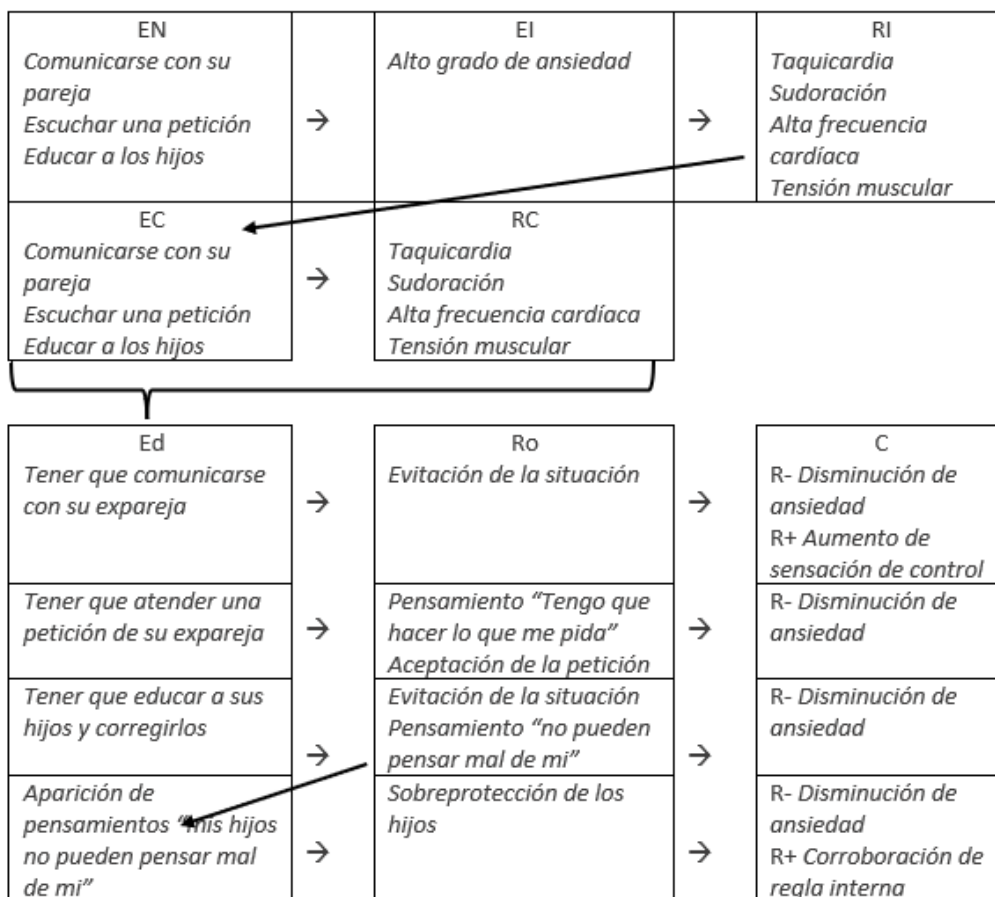 EN
Comunicarse con su
pareja
Escuchar una petición
Educar a los hijos
→
EI
Alto grado de ansiedad
→
RI
Taquicardia
Sudoración
Alta frecuencia
cardíaca
Tensión muscular
EC
Comunicarse con su
pareja
Escuchar una petición
Educar a los hijos
→
RC
Taquicardia
Sudoración
Alta frecuencia cardíaca
Tensión muscular
Ed
Tener que comunicarse
con su expareja
→
Ro
Evitación de la situación
→
C
R- Disminución de
ansiedad
R+ Aumento de
sensación de control
Tener que atender una
petición de su expareja
→
Pensamiento “Tengo que
hacer lo que me pida”
Aceptación de la petición
→
R- Disminución de
ansiedad
Tener que educar a sus
hijos y corregirlos
→
Evitación de la situación
Pensamiento “no pueden
pensar mal de mi”
→
R- Disminución de
ansiedad
Aparición de
pensamientos “mis hijos
no pueden pensar mal
de mi”
→
Sobreprotección de los
hijos
→
R- Disminución de
ansiedad
R+ Corroboración de
regla interna